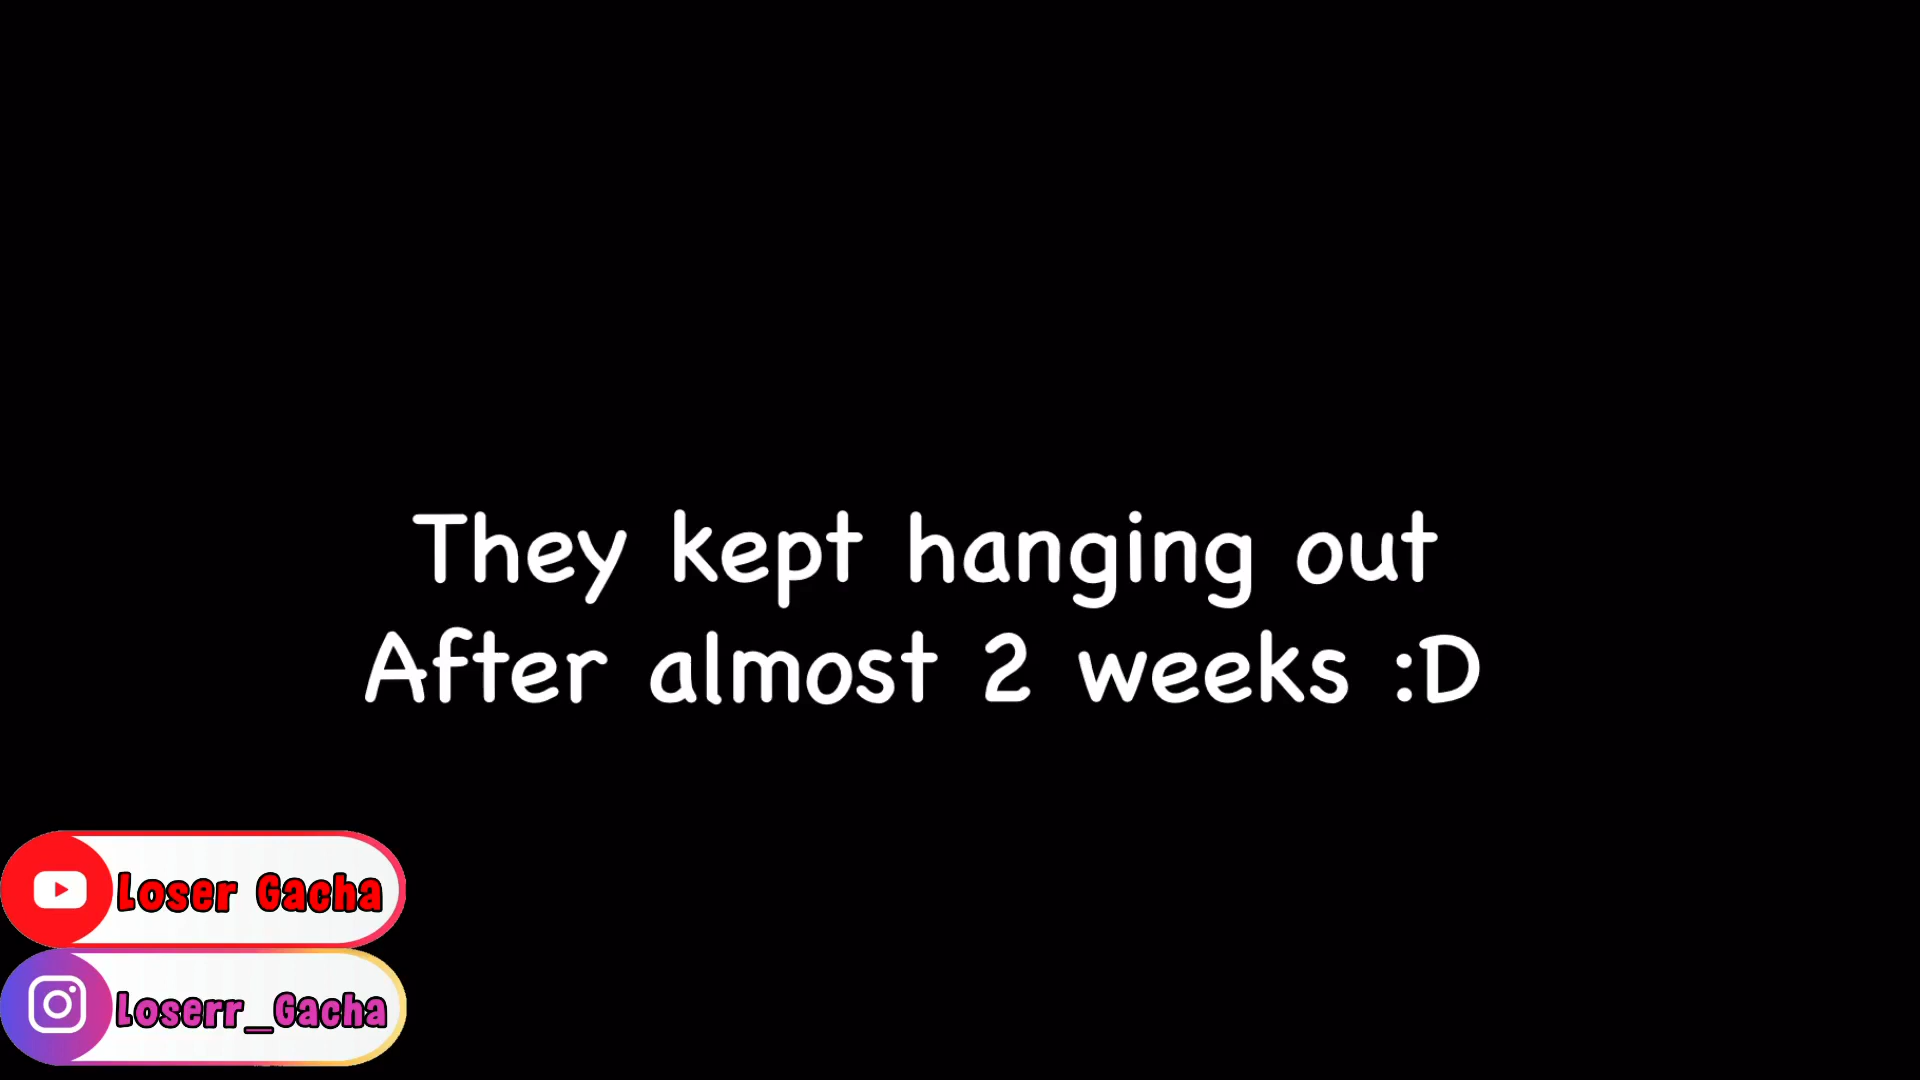 They kept hanging out
After almost 2 weeks :D
Loser Gacha
Loserr_Gacha